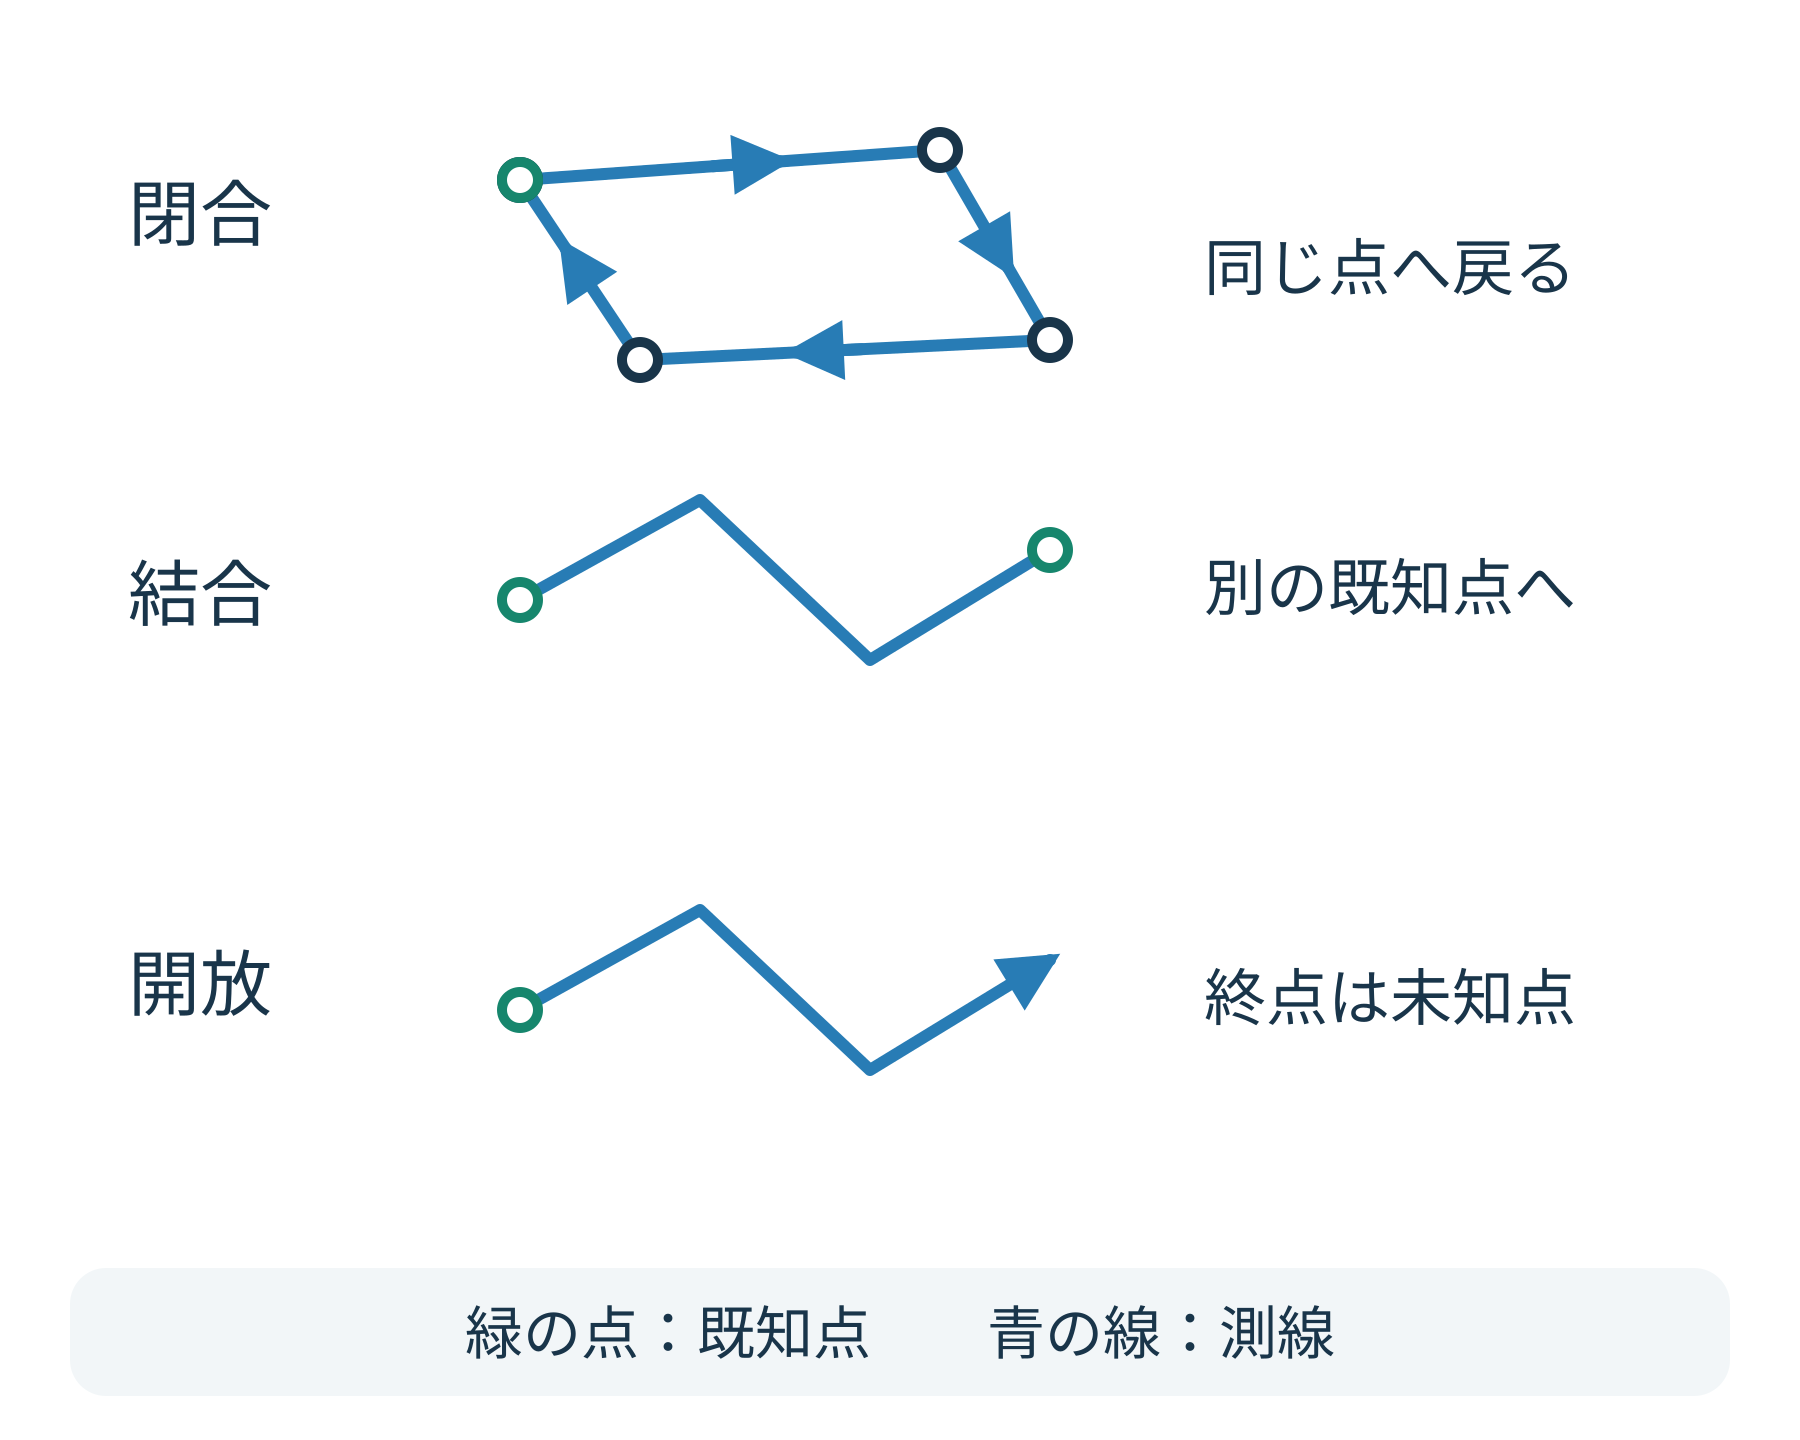 閉合
同じ点へ戻る
結合
別の既知点へ
開放
終点は未知点
緑の点：既知点　青の線：測線